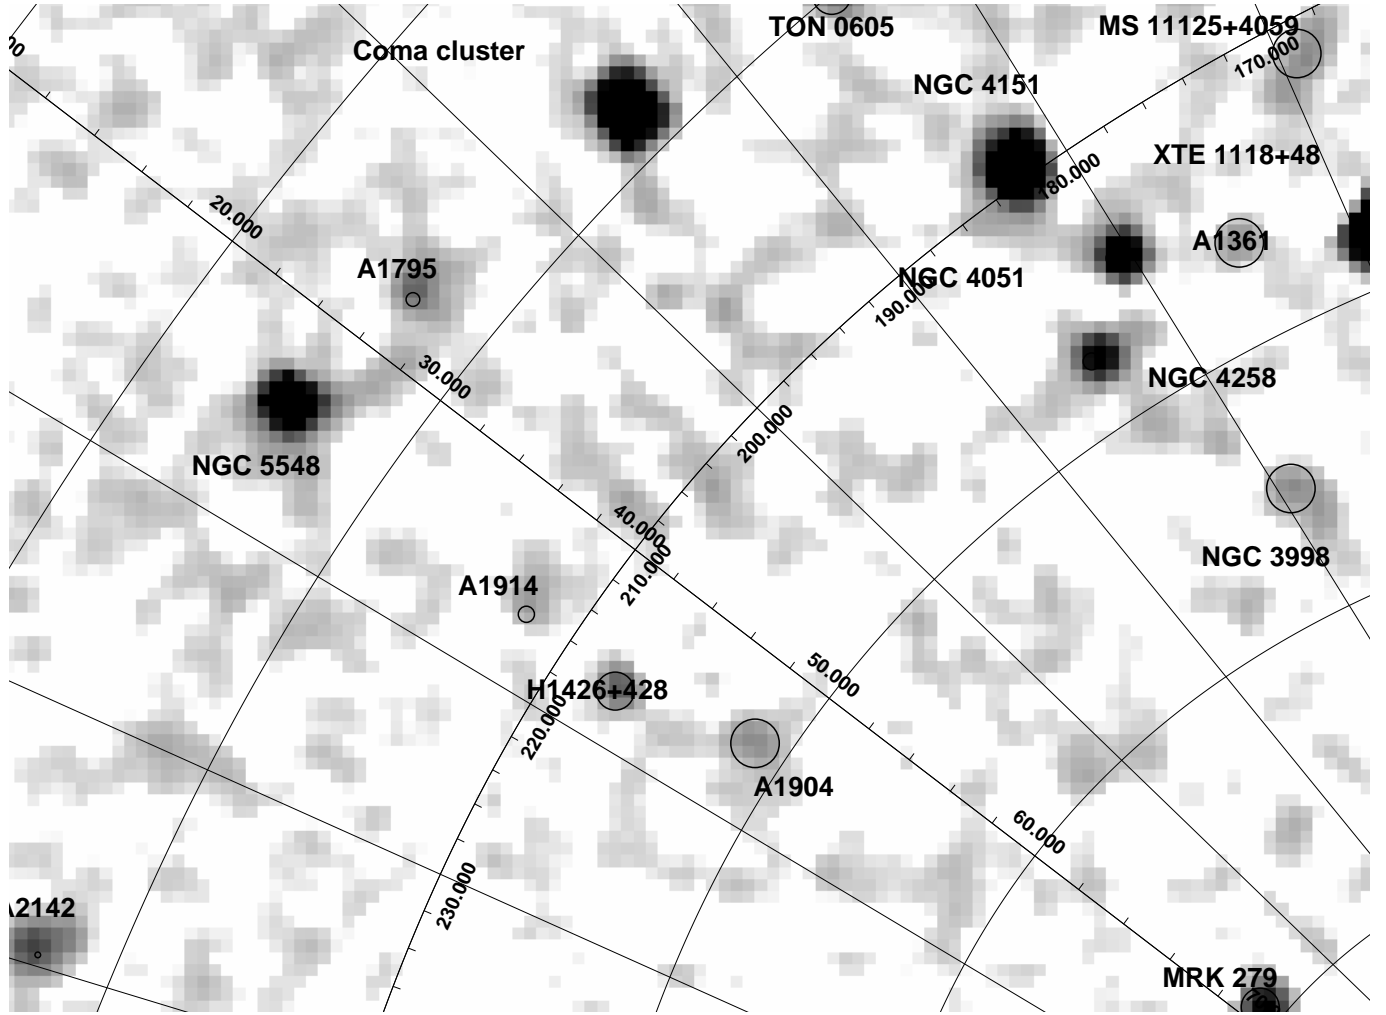 TON 0605
MS 11125+4059
Coma cluster
170.000
NGC 4151
XTE 1118+48
180.000
20.000
A1361
A1795
NGC 4051
190.000
30.000
NGC 4258
200.000
NGC 5548
40.000
NGC 3998
210.000
A1914
50.000
H1426+428
220.000
A1904
60.000
230.000
A2142
MRK 279